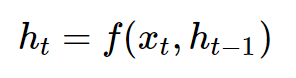 h_t = f(x_t, h_{t-1})